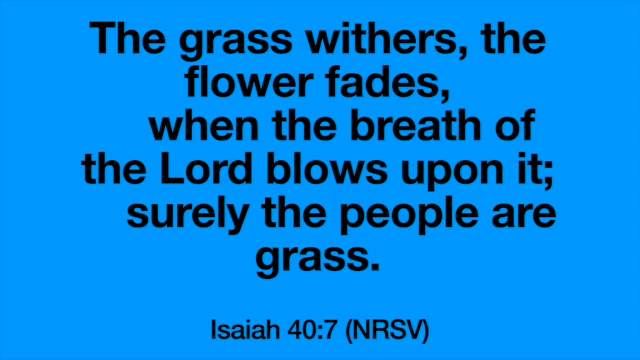 The grass withers, the
flower fades,
when the breath of
the Lord blows upon it;
surely the people are
grass.
Isaiah 40:7 (NRSV)